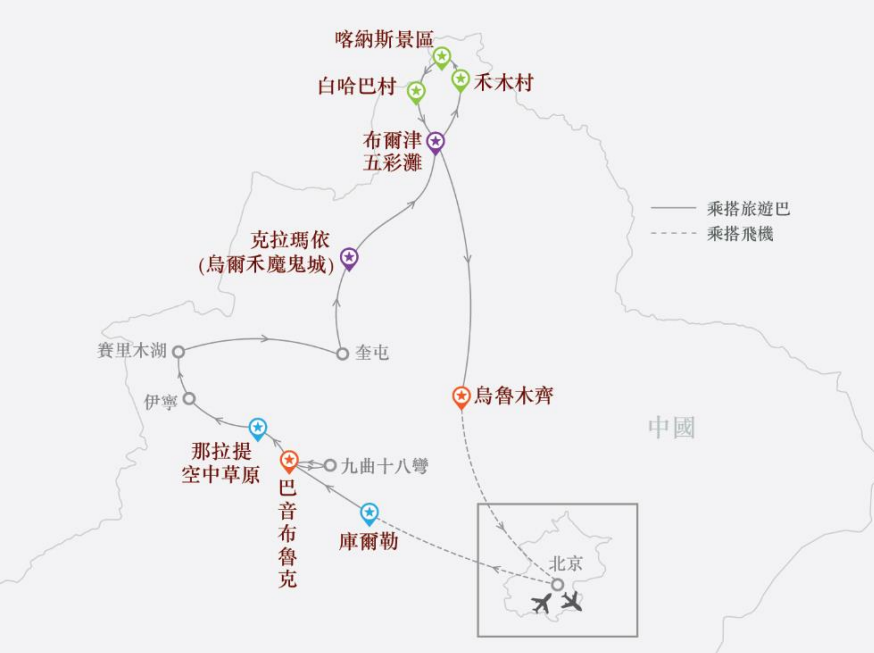 喀納斯景區
白哈巴村
禾木村
布爾津
五彩灘
乘搭旅遊巴
乘搭飛機
克拉瑪依
(烏爾禾魔鬼城)
賽里木湖
奎屯
伊寧
烏魯木齊
中國
那拉提
空中草原
九曲十八彎
巴音布魯克
庫爾勒
北京